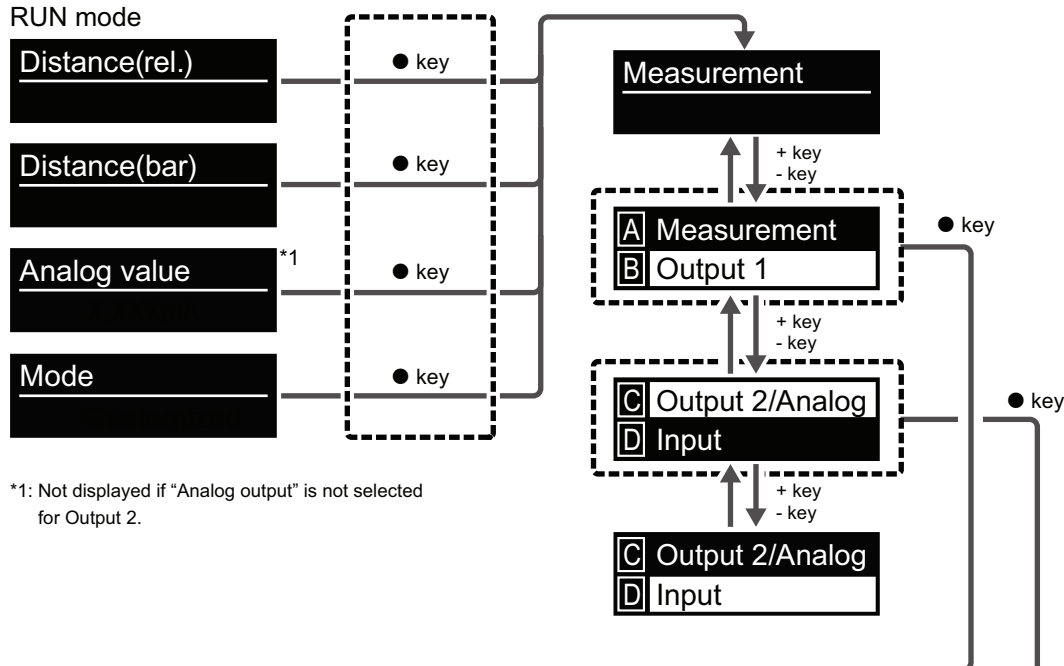 RUN mode
Distance(rel.)
● key
Distance(bar)
● key
Analog value
*1
● key
Mode
● key
*1: Not displayed if “Analog output” is not selected
for Output 2.
Measurement
+ key
- key
A Measurement
B Output 1
● key
+ key
- key
C Output 2/Analog
D Input
● key
+ key
- key
C Output 2/Analog
D Input